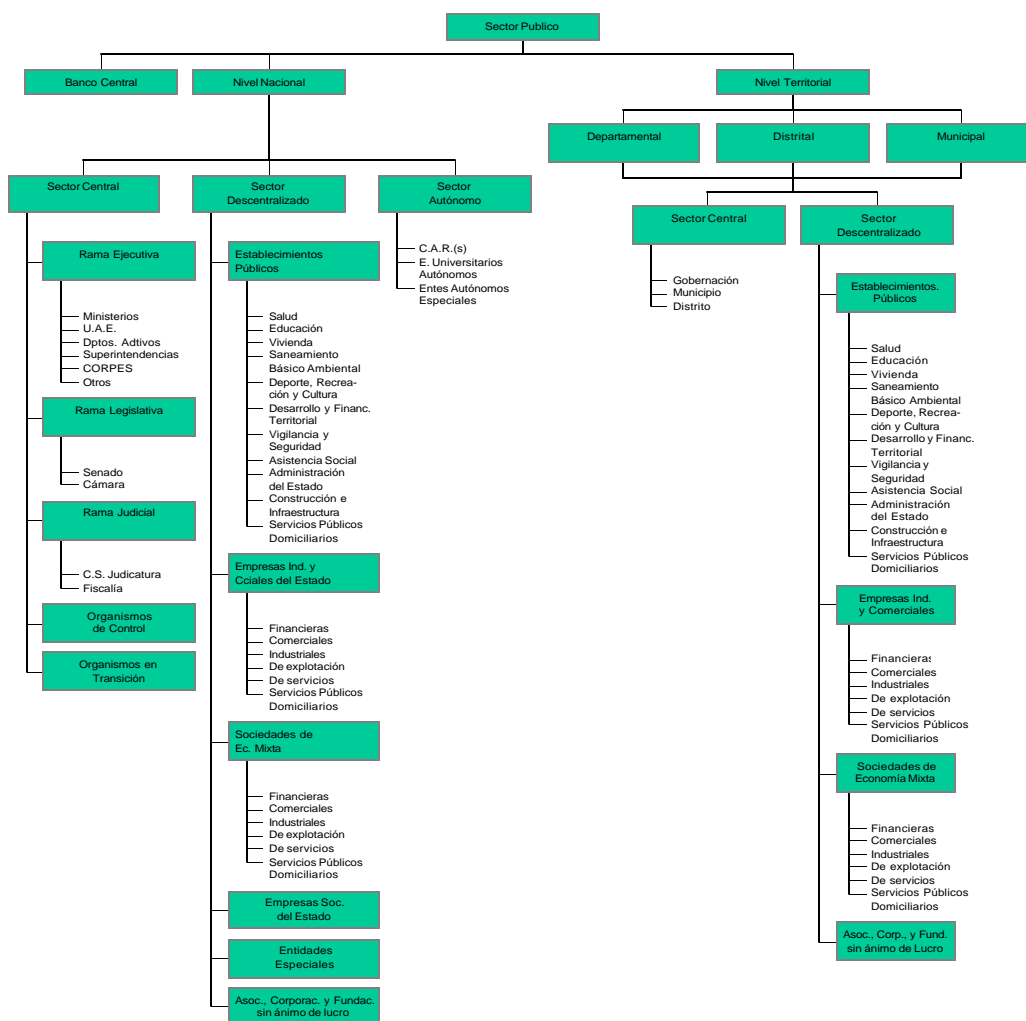 Sector Publico
Banco Central
Nivel Nacional
Nivel Territorial
Departamental
Distrital
Municipal
Sector Central
Sector
Descentralizado
Sector
Autónomo
Rama Ejecutiva
Ministerios
U.A.E.
Dptos. Adtivos
Superintendencias
CORPES
Otros
Rama Legislativa
Senado
Cámara
Rama Judicial
C.S. Judicatura
Fiscalía
Organismos
de Control
Organismos en
Transición
Establecimientos
Públicos
Salud
Educación
Vivienda
Saneamiento
Básico Ambiental
Deporte, Recrea-
ción y Cultura
Desarrollo y Financ.
Territorial
Vigilancia y
Seguridad
Asistencia Social
Administración
del Estado
Construcción e
Infraestructura
Servicios Públicos
Domiciliarios
Empresas Ind. y
Cciales del Estado
Financieras
Comerciales
Industriales
De explotación
De servicios
Servicios Públicos
Domiciliarios
Sociedades de
Ec. Mixta
Financieras
Comerciales
Industriales
De explotación
De servicios
Servicios Públicos
Domiciliarios
Empresas Soc.
del Estado
Entidades
Especiales
Asoc., Corporac. y Fundac.
sin ánimo de lucro
C.A.R.(s)
E. Universitarios
Autónomos
Entes Autónomos
Especiales
Sector Central
Gobernación
Municipio
Distrito
Sector
Descentralizado
Establecimientos.
Públicos
Salud
Educación
Vivienda
Saneamiento
Básico Ambiental
Deporte, Recrea-
ción y Cultura
Desarrollo y Financ.
Territorial
Vigilancia y
Seguridad
Asistencia Social
Administración
del Estado
Construcción e
Infraestructura
Servicios Públicos
Domiciliarios
Empresas Ind.
y Comerciales
Financieras
Comerciales
Industriales
De explotación
De servicios
Servicios Públicos
Domiciliarios
Sociedades de
Economía Mixta
Financieras
Comerciales
Industriales
De explotación
De servicios
Servicios Públicos
Domiciliarios
Asoc., Corp., y Fund.
sin ánimo de Lucro